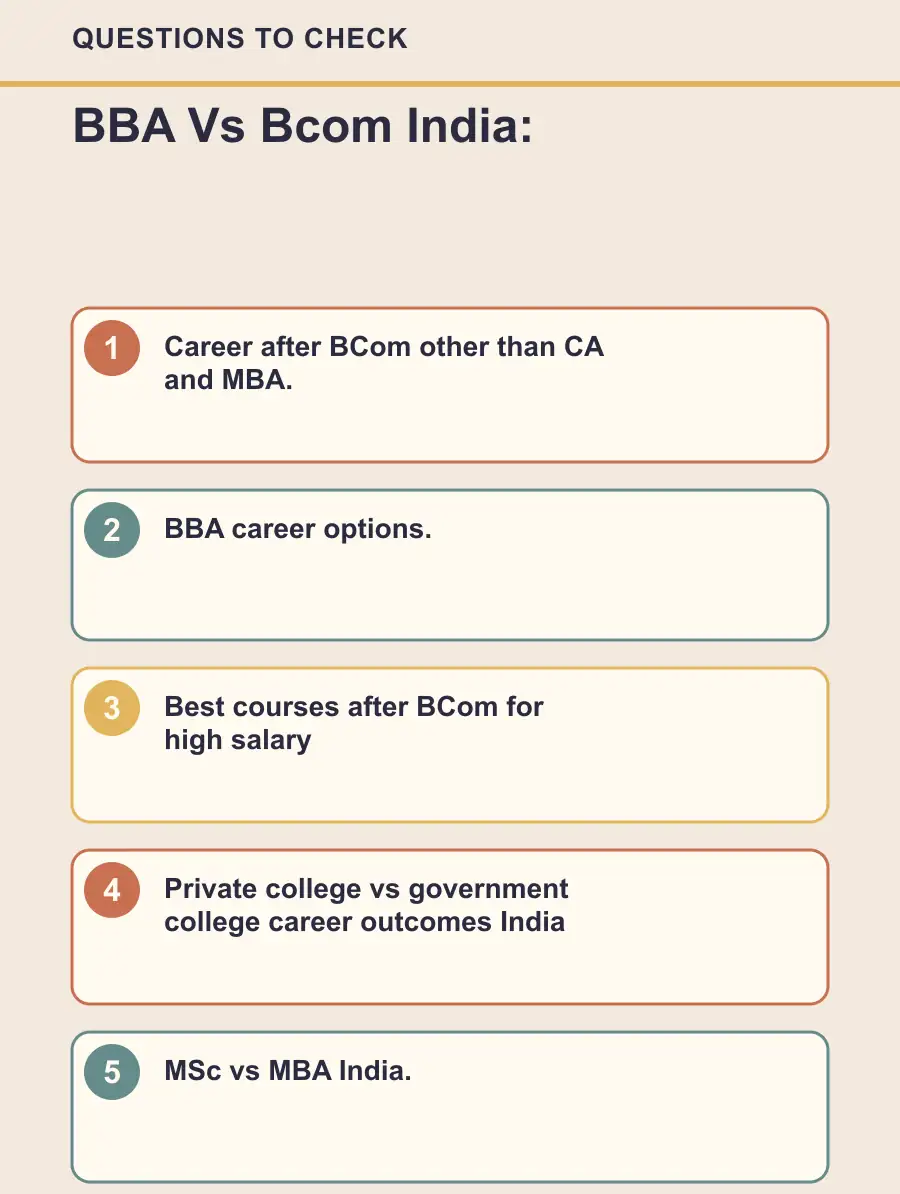 QUESTIONS TO CHECK
BBA Vs Bcom India:
1
Career after BCom other than CA
and MBA.
2
BBA career options.
3
Best courses after BCom for
high salary
4
Private college vs government
college career outcomes India
5
MSc vs MBA India.